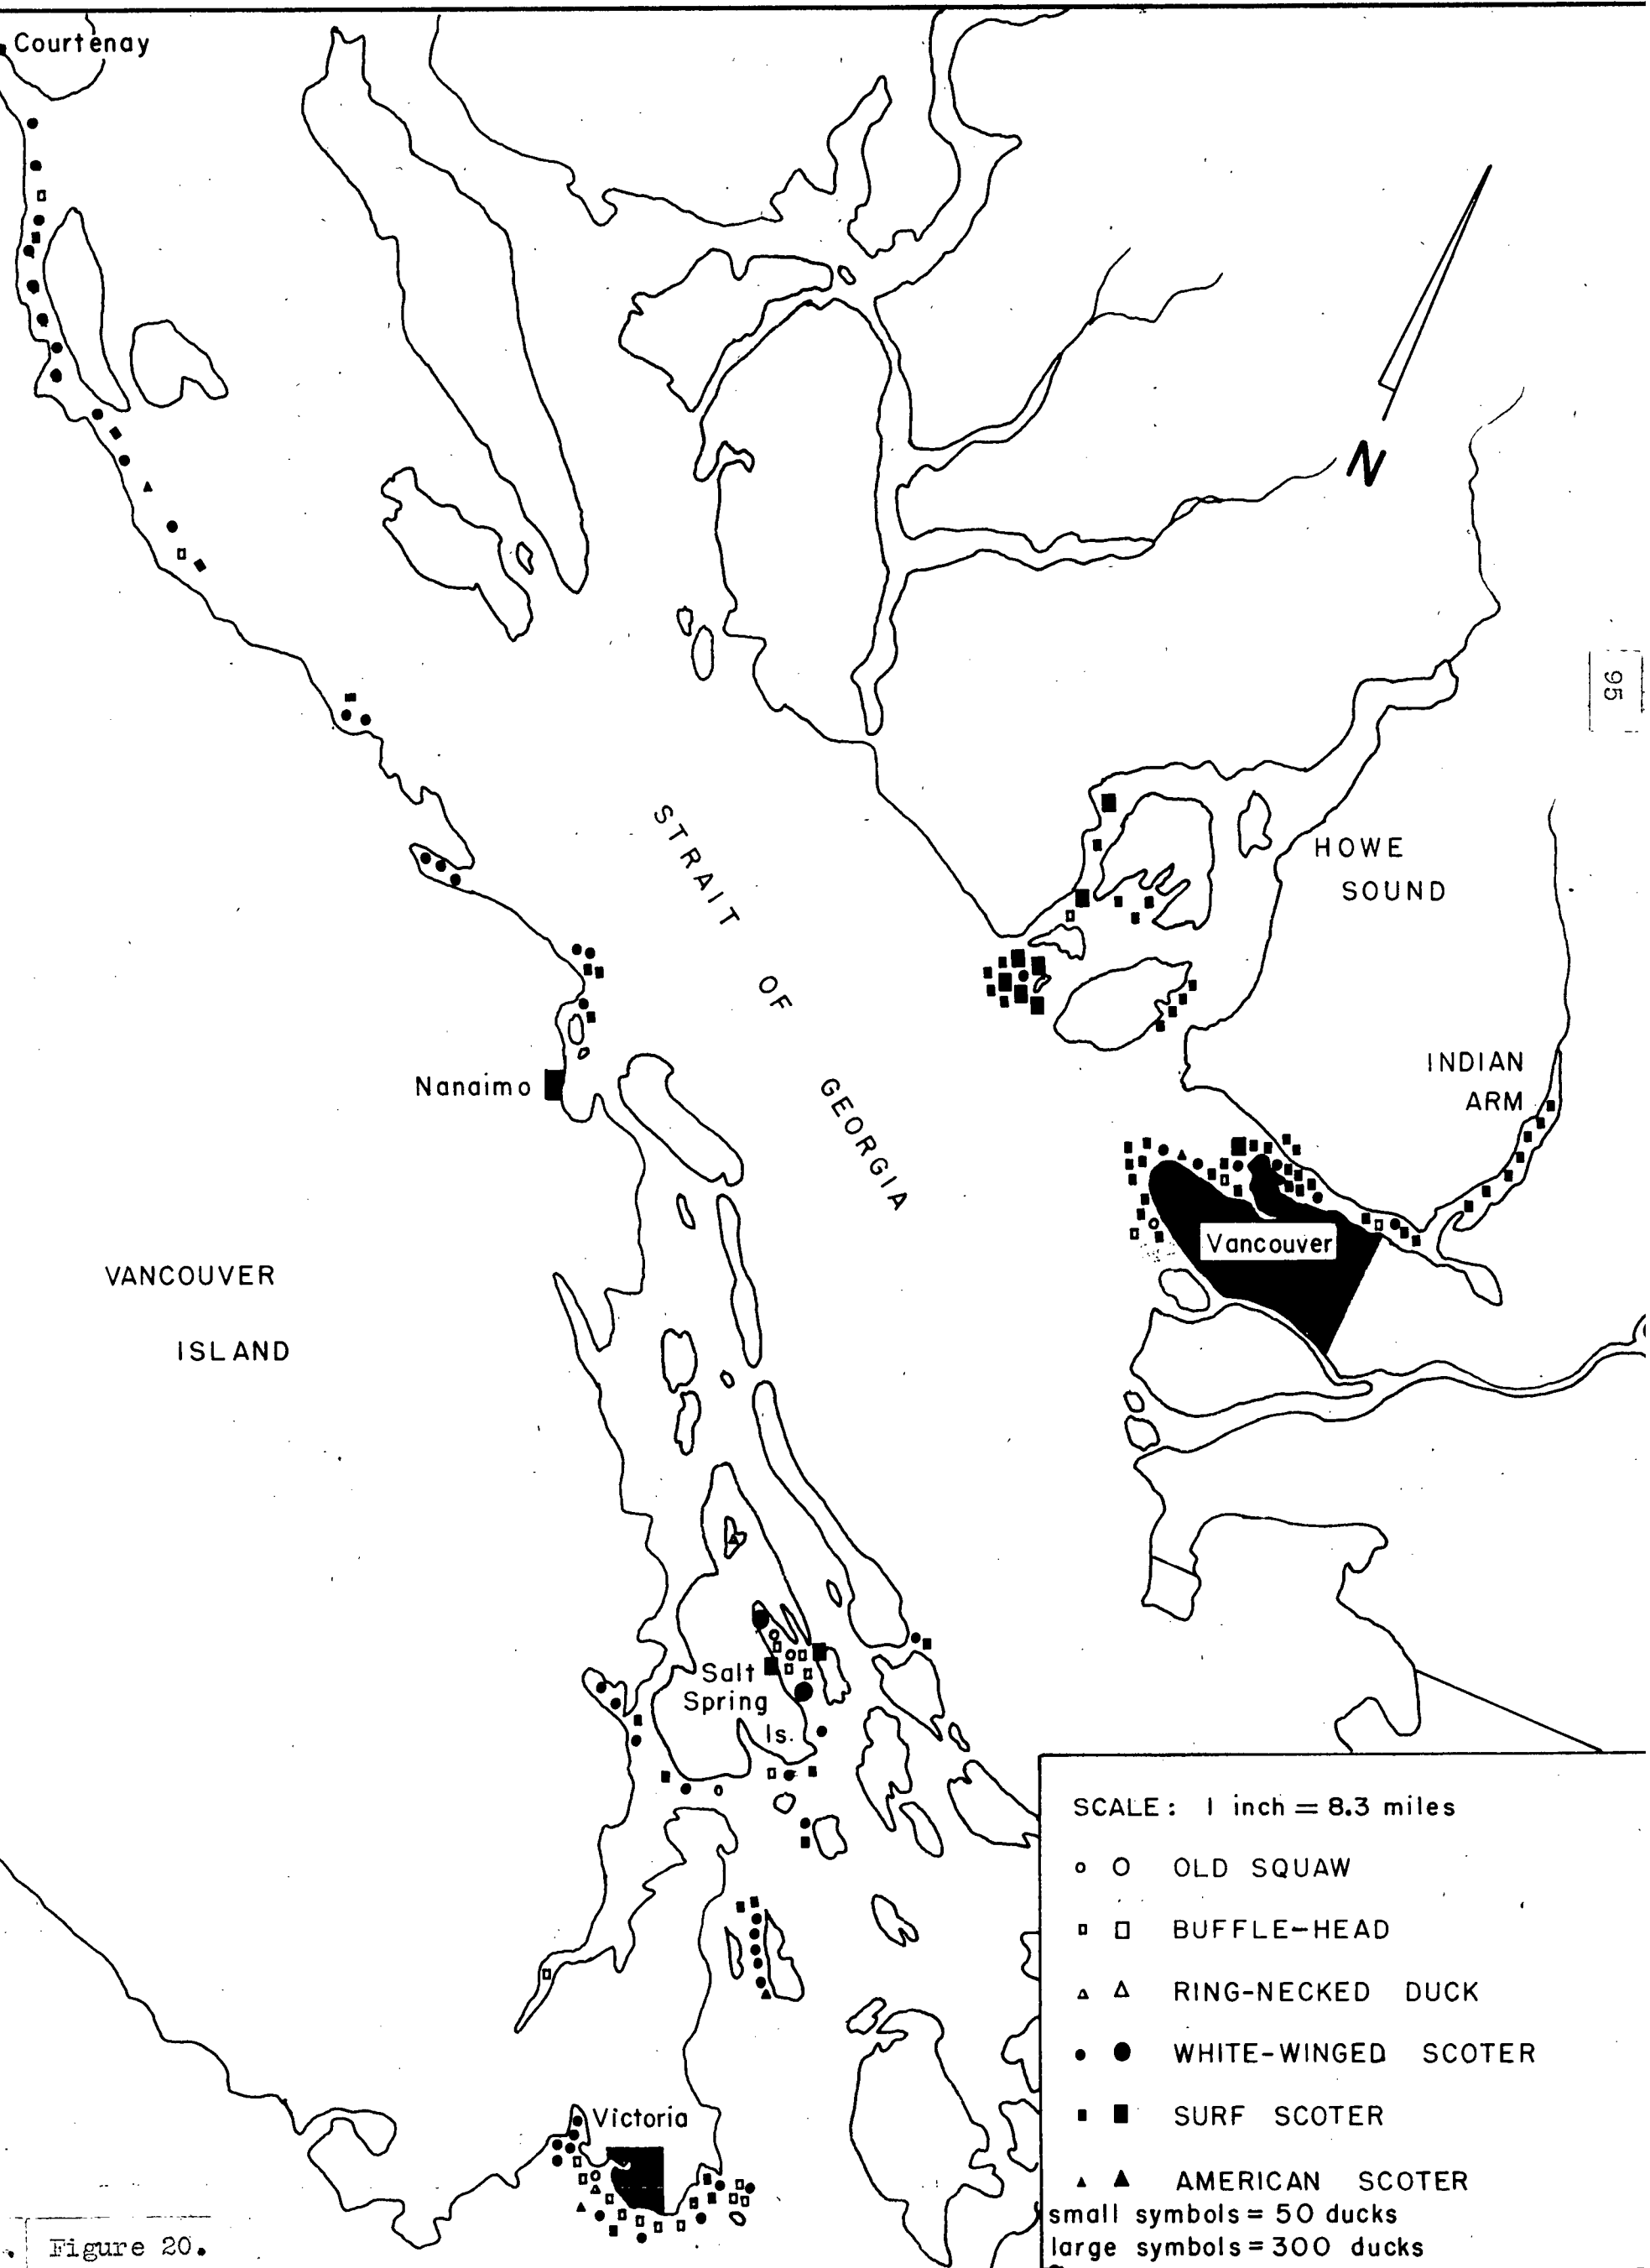 Courtenay
N
95
STRAIT OF GEORGIA
HOWE
SOUND
INDIAN
ARM
Nanaimo
Vancouver
VANCOUVER
ISLAND
Salt
Spring
Is.
Victoria
SCALE: 1 inch = 8.3 miles
OLD SQUAW
BUFFLE-HEAD
RING-NECKED DUCK
WHITE-WINGED SCOTER
SURF SCOTER
AMERICAN SCOTER
small symbols = 50 ducks
large symbols = 300 ducks
Figure 20.